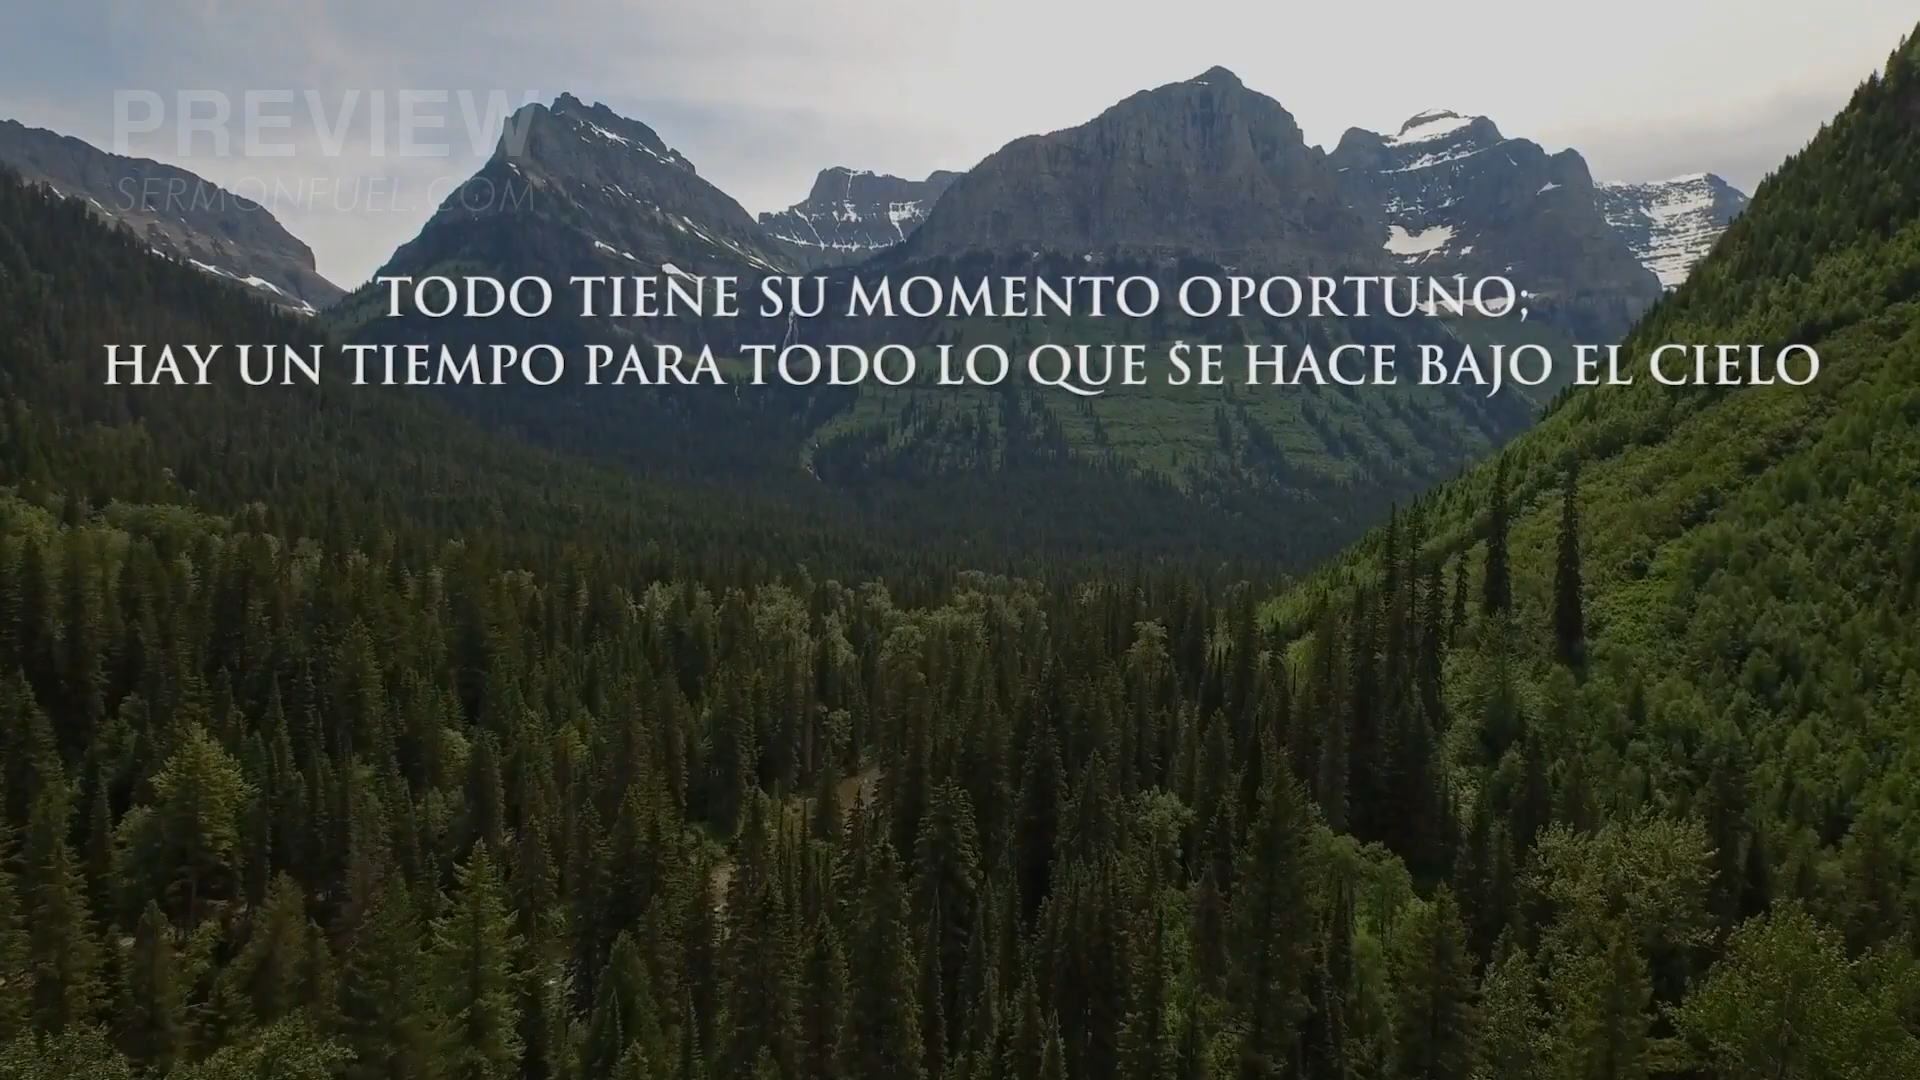 PREVIEW
SERMONFUEL.COM
TODO TIENE SU MOMENTO OPORTUNO;
HAY UN TIEMPO PARA TODO LO QUE SE HACE BAJO EL CIELO